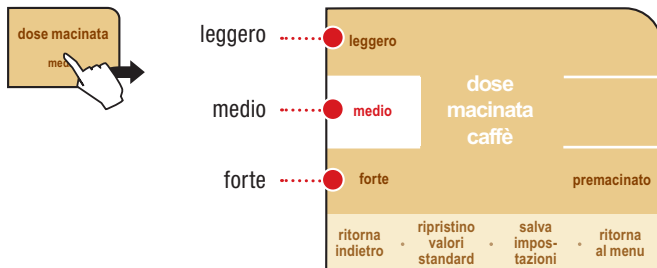 dose macinata
med
leggero
medio
forte
leggero
medio
forte
dose
macinata
caffè
premacinato
ritorna
indietro
ripristino
valori
standard
salva
impos-
tazioni
ritorna
al menu